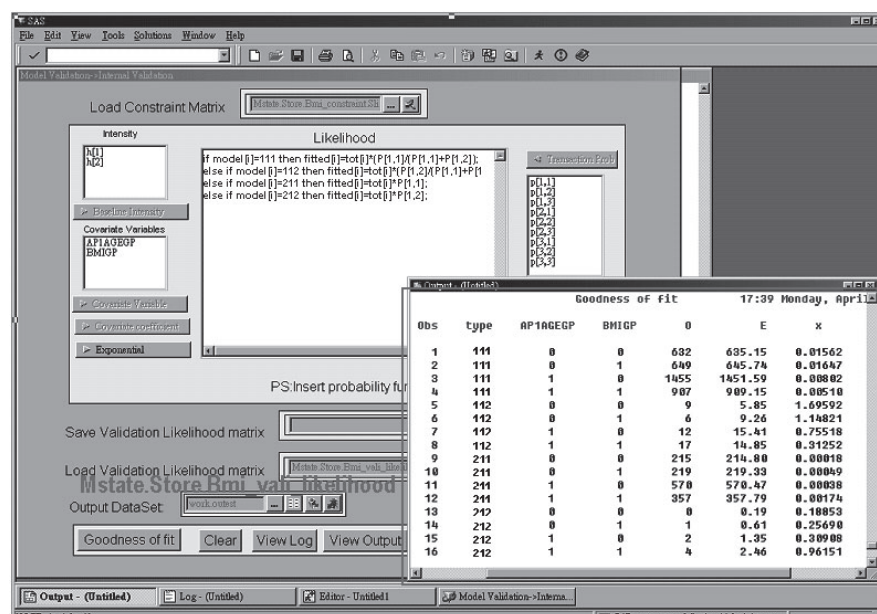 SAS
File Edit View Tools Solutions Window Help
Model Validation->Internal Validation
Load Constraint Matrix
Mstate.Store.Bmi_constraint.Sl
...
Intensity
h[1]
h[2]
> Baseline Intensity
Covariate Variables
AP1AGEGP
BMIGP
> Covariate Variable
> Covariate coefficient
> Exponential
Likelihood
if model[i]=111 then fitted[i]=tot[i]*(P[1,1]/(P[1,1]+P[1,2]);
else if model[i]=112 then fitted[i]=tot[i]*(P[1,2]/(P[1,1]+P[1
else if model[i]=211 then fitted[i]=tot[i]*P[1,1];
else if model[i]=212 then fitted[i]=tot[i]*P[1,2];
Transection Prob
p[1,1]
p[1,2]
p[1,3]
p[2,1]
p[2,2]
p[2,3]
p[3,1]
p[3,2]
p[3,3]
PS:Insert probability fu
Save Validation Likelihood matrix
Load Validation Likelihood matrix
Mstate.Store.Bmi_vali_like
Mstate.Store.Bmi_vali_likelihood
Output DataSet
work.outest
...
Goodness of fit Clear View Log View Output
Output - (Untitled)
Goodness of fit 17:39 Monday, April
Obs type AP1AGEGP BMIGP O E x
1 111 0 0 632 635.15 0.01562
2 111 0 1 649 645.74 0.01647
3 111 1 0 1455 1451.59 0.00802
4 111 1 1 907 909.15 0.00510
5 112 0 0 9 5.85 1.69592
6 112 0 1 6 9.26 1.14821
7 112 1 0 12 15.41 0.75518
8 112 1 1 17 14.85 0.31252
9 211 0 0 215 214.80 0.00018
10 211 0 1 219 219.33 0.00049
11 211 1 0 570 570.47 0.00038
12 211 1 1 357 357.79 0.00174
13 212 0 0 0 0.19 0.18853
14 212 0 1 1 0.61 0.25690
15 212 1 0 2 1.35 0.30908
16 212 1 1 4 2.46 0.96151
Output - (Untitled) Log - (Untitled) Editor - Untitled1 Model Validation->Interna...